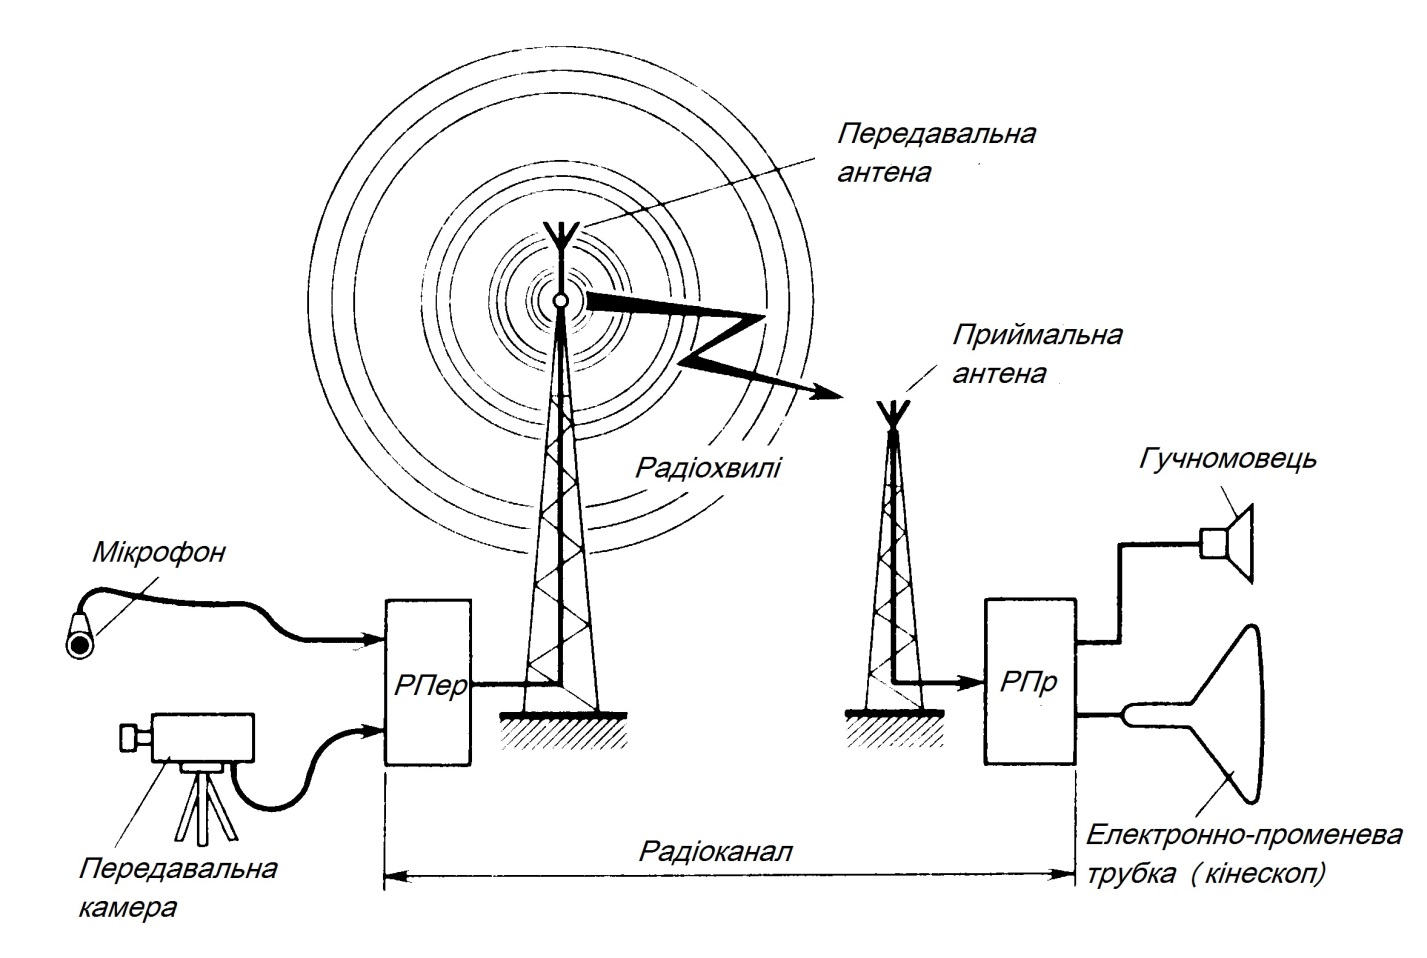 Передавальна
антена
Приймальна
антена
Радіохвилі
Гучномовець
Мікрофон
РПер
РПр
Передавальна
камера
Радіоканал
Електронно-променева
трубка (кінескоп)